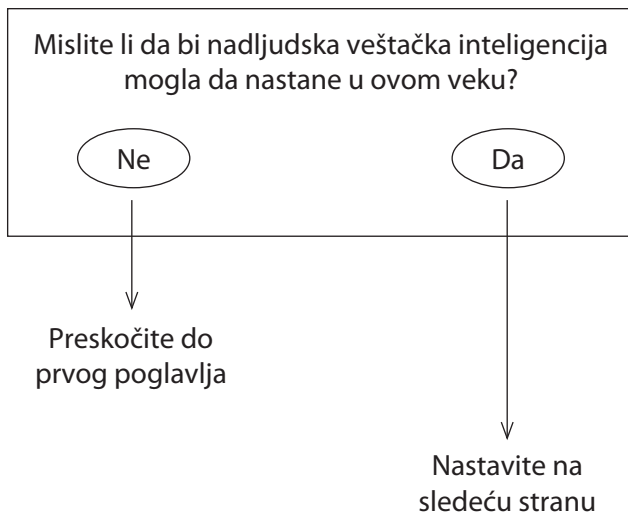 Mislite li da bi nadljudska veštačka inteligencija
mogla da nastane u ovom veku?
Ne
Da
Preskočite do
prvog poglavlja
Nastavite na
sledeću stranu